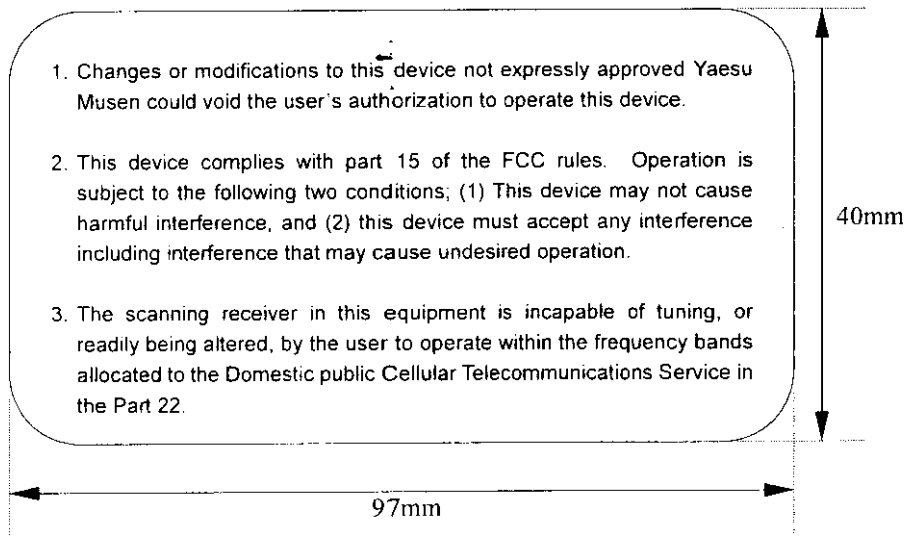 1. Changes or modifications to this device not expressly approved Yaesu
Musen could void the user's authorization to operate this device.
2. This device complies with part 15 of the FCC rules. Operation is
subject to the following two conditions; (1) This device may not cause
harmful interference, and (2) this device must accept any interference
including interference that may cause undesired operation.
3. The scanning receiver in this equipment is incapable of tuning, or
readily being altered, by the user to operate within the frequency bands
allocated to the Domestic public Cellular Telecommunications Service in
the Part 22.
40mm
97mm